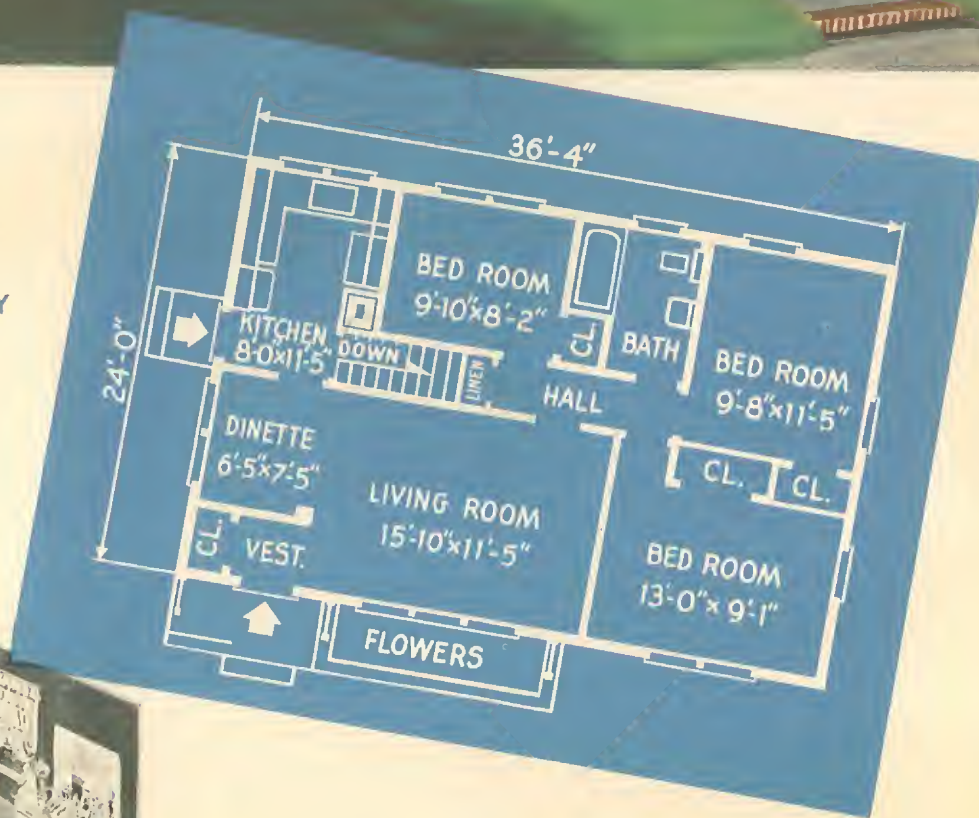 36'-4"
24'-0"
Y
BED ROOM
9'-10"x8'-2"
KITCHEN
8'-0"x11'-5"
DOWN
LINEN
CL.
BATH
HALL
BED ROOM
9'-8"x11'-5"
DINETTE
6'-5"x7'-5"
LIVING ROOM
15'-10"x11'-5"
CL.
CL.
CL.
VEST.
BED ROOM
13'-0"x 9'-1"
FLOWERS